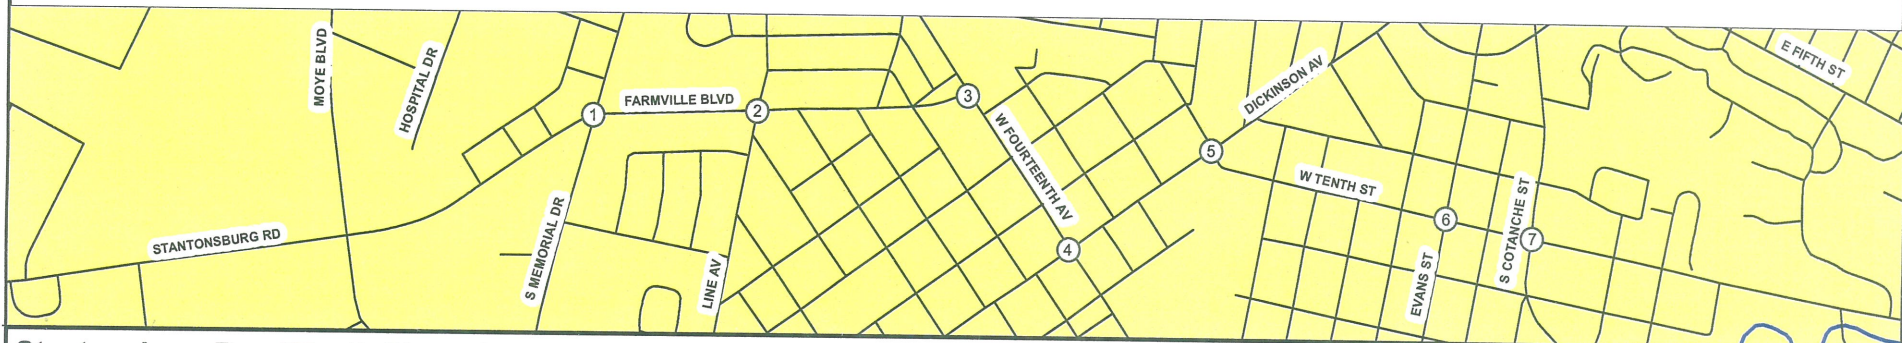 MOYE BLVD
HOSPITAL DR
STANTONSBURG RD
1
FARMVILLE BLVD
2
3
S MEMORIAL DR
LINE AV
W FOURTEENTH AV
4
5
DICKINSON AV
W TENTH ST
6
EVANS ST
S COTANCHE ST
7
E FIFTH ST